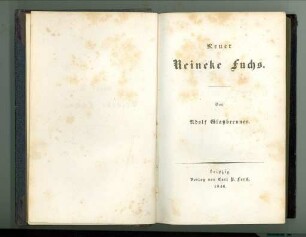 Neuer
Reineke Fuchs.
Von
Adolf Glaßbrenner.
Leipzig
Verlag von Carl B. Lorck.
1846.